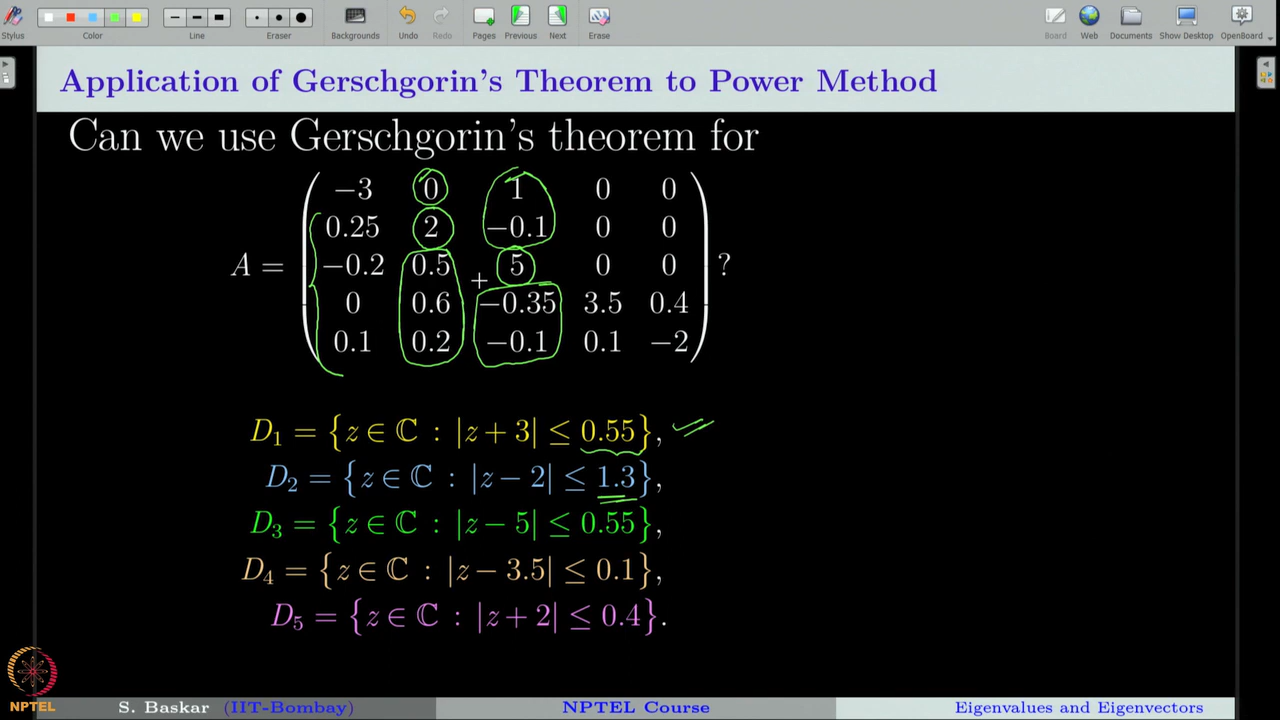 Stylus Color Line Eraser Backgrounds Undo Redo Pages Previous Next Erase Board Web Documents Show Desktop OpenBoard
Application of Gerschgorin's Theorem to Power Method
Can we use Gerschgorin's theorem for
−3 0 1 0 0
0.25 2 −0.1 0 0
A = −0.2 0.5 + 5 0 0 ?
0 0.6 −0.35 3.5 0.4
0.1 0.2 −0.1 0.1 −2
D₁ = {z ∈ ℂ : |z + 3| ≤ 0.55},
D₂ = {z ∈ ℂ : |z − 2| ≤ 1.3},
D₃ = {z ∈ ℂ : |z − 5| ≤ 0.55},
D₄ = {z ∈ ℂ : |z − 3.5| ≤ 0.1},
D₅ = {z ∈ ℂ : |z + 2| ≤ 0.4}.
NPTEL
S. Baskar (IIT-Bombay) NPTEL Course Eigenvalues and Eigenvectors